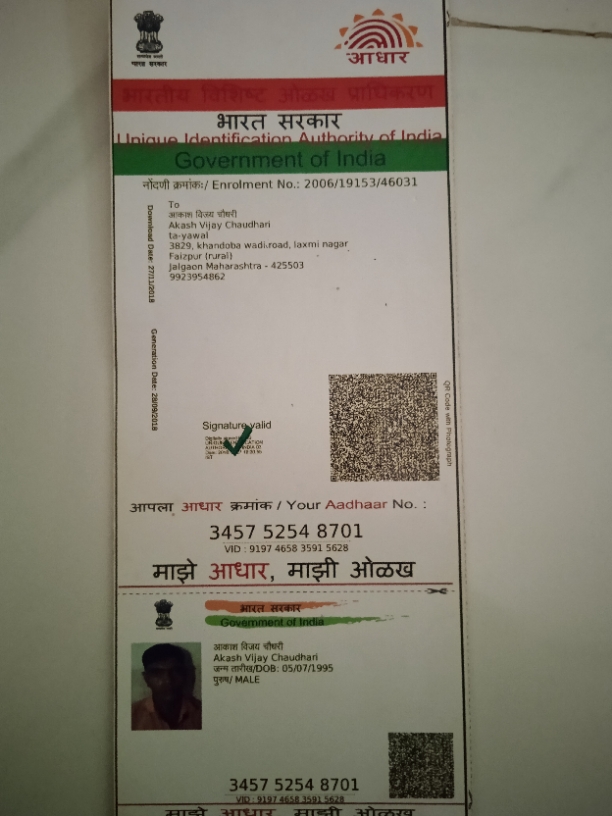 भारत सरकार
आधार
भारतीय विशिष्ट ओळख प्राधिकरण
भारत सरकार
Unique Identification Authority of India
Government of India
नोंदणी क्रमांकः/ Enrolment No.: 2006/19153/46031
To
आकाश विजय चौधरी
Akash Vijay Chaudhari
ta-yawal
3829, khandoba wadi,road, laxmi nagar
Faizpur (rural)
Jalgaon Maharashtra - 425503
9923954862
Download Date: 27/11/2018
Generation Date: 28/09/2018
Signature valid
QR Code with Photograph
आपला आधार क्रमांक / Your Aadhaar No. :
3457 5254 8701
VID : 9197 4658 3591 5628
माझे आधार, माझी ओळख
भारत सरकार
Government of India
आकाश विजय चौधरी
Akash Vijay Chaudhari
जन्म तारीख/DOB: 05/07/1995
पुरुष/ MALE
3457 5254 8701
VID : 9197 4658 3591 5628
माझे आधार, माझी ओळख